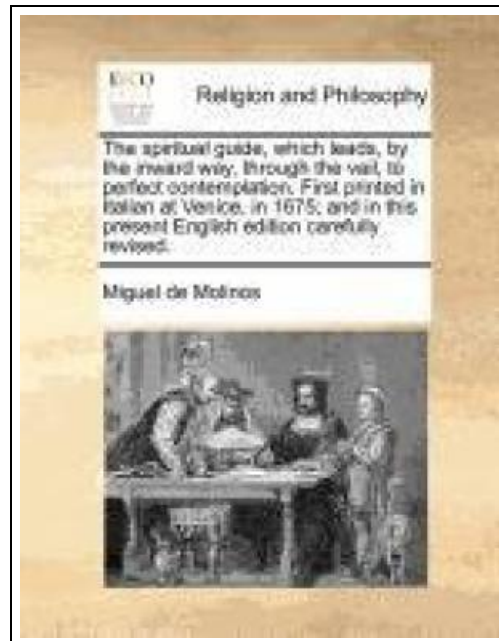 ECCO
Religion and Philosophy
The spiritual guide, which leads, by
the inward way, through the vail, to
perfect contemplation. First printed in
Italian at Venice, in 1675; and in this
present English edition carefully
revised.
Miguel de Molinos